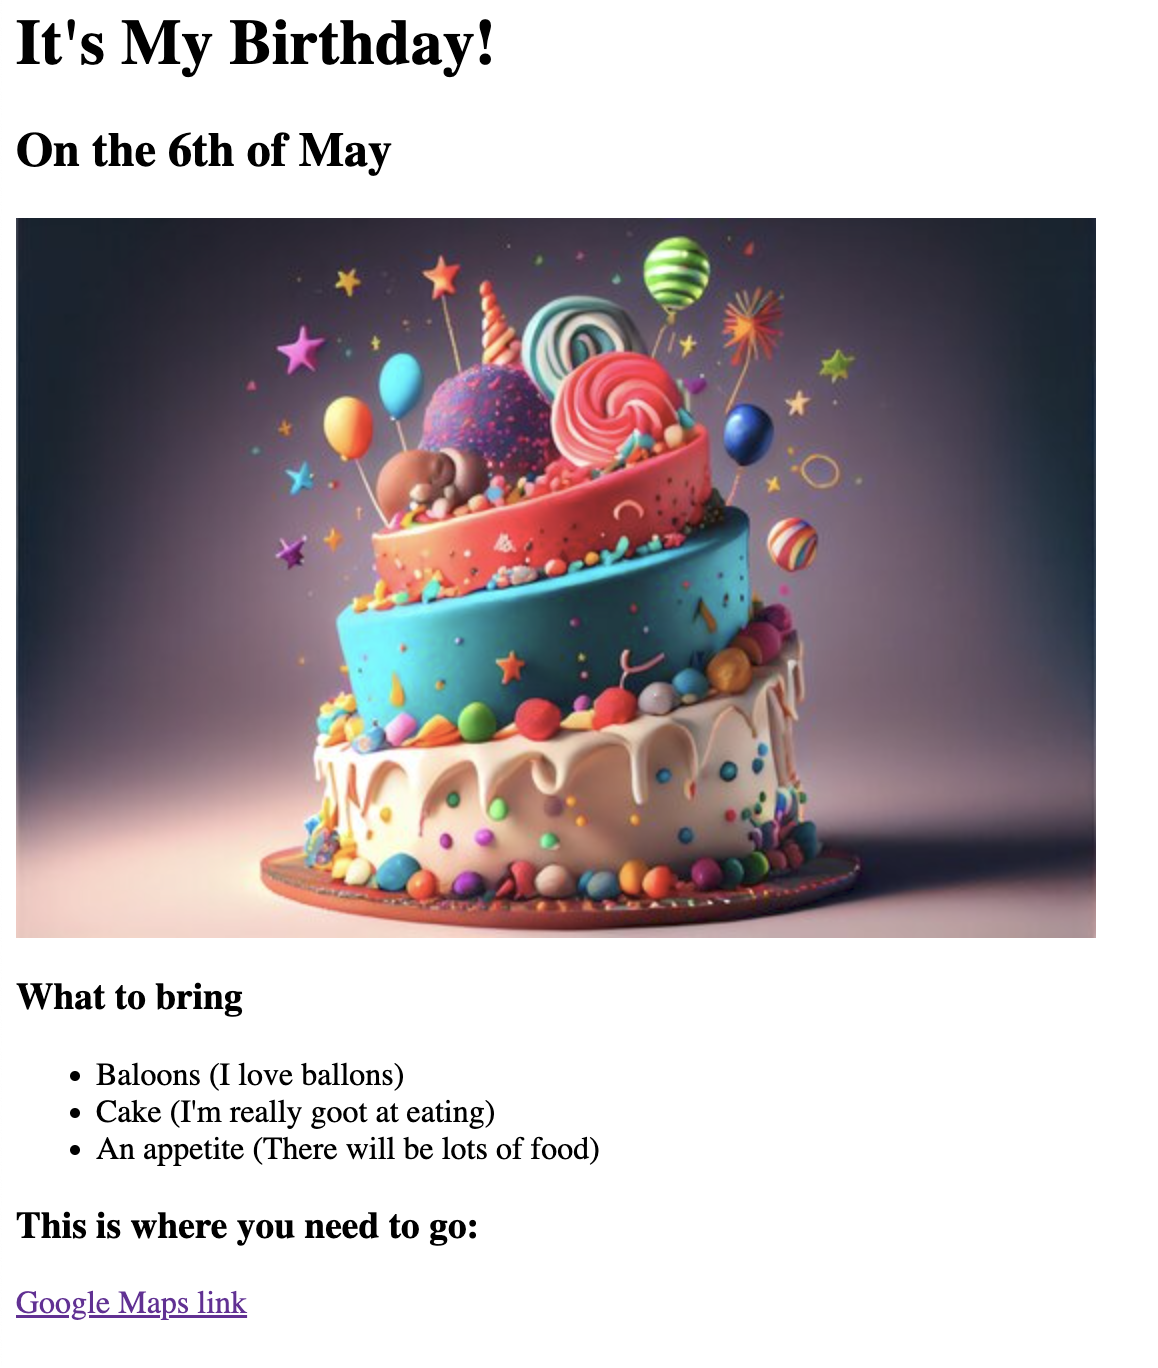 It's My Birthday!
On the 6th of May
What to bring
Baloons (I love ballons)
Cake (I'm really goot at eating)
An appetite (There will be lots of food)
This is where you need to go:
Google Maps link